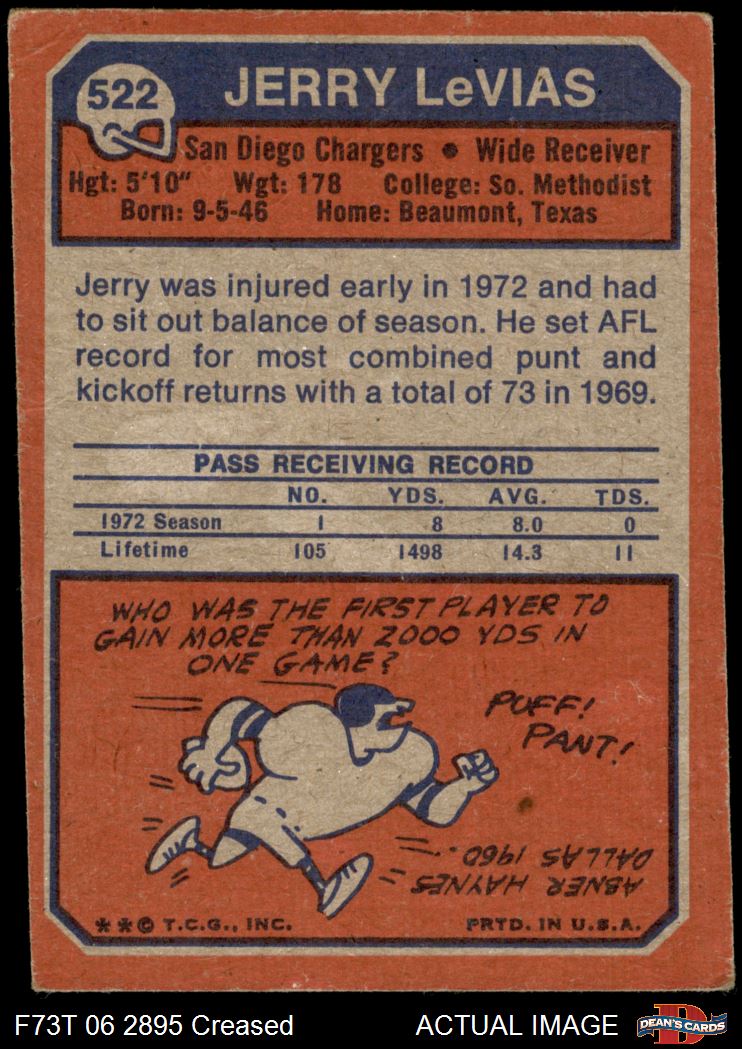 522
JERRY LeVIAS
San Diego Chargers • Wide Receiver
Hgt: 5'10" Wgt: 178 College: So. Methodist
Born: 9-5-46 Home: Beaumont, Texas
Jerry was injured early in 1972 and had
to sit out balance of season. He set AFL
record for most combined punt and
kickoff returns with a total of 73 in 1969.
PASS RECEIVING RECORD
NO. YDS. AVG. TDS.
1972 Season 1 8 8.0 0
Lifetime 105 1498 14.3 11
WHO WAS THE FIRST PLAYER TO
GAIN MORE THAN 2000 YDS IN
ONE GAME?
PUFF!
PANT!
ABNER HAYNES
DALLAS 1960
** © T.C.G., INC. PRTD. IN U.S.A.
F73T 06 2895 Creased ACTUAL IMAGE
D
DEAN'S CARDS